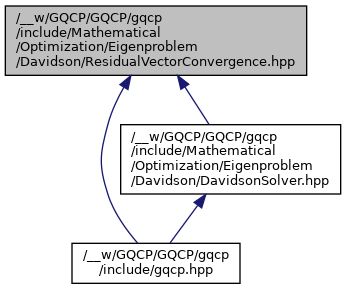 /__w/GQCP/GQCP/gqcp
/include/Mathematical
/Optimization/Eigenproblem
/Davidson/ResidualVectorConvergence.hpp
/__w/GQCP/GQCP/gqcp
/include/Mathematical
/Optimization/Eigenproblem
/Davidson/DavidsonSolver.hpp
/__w/GQCP/GQCP/gqcp
/include/gqcp.hpp